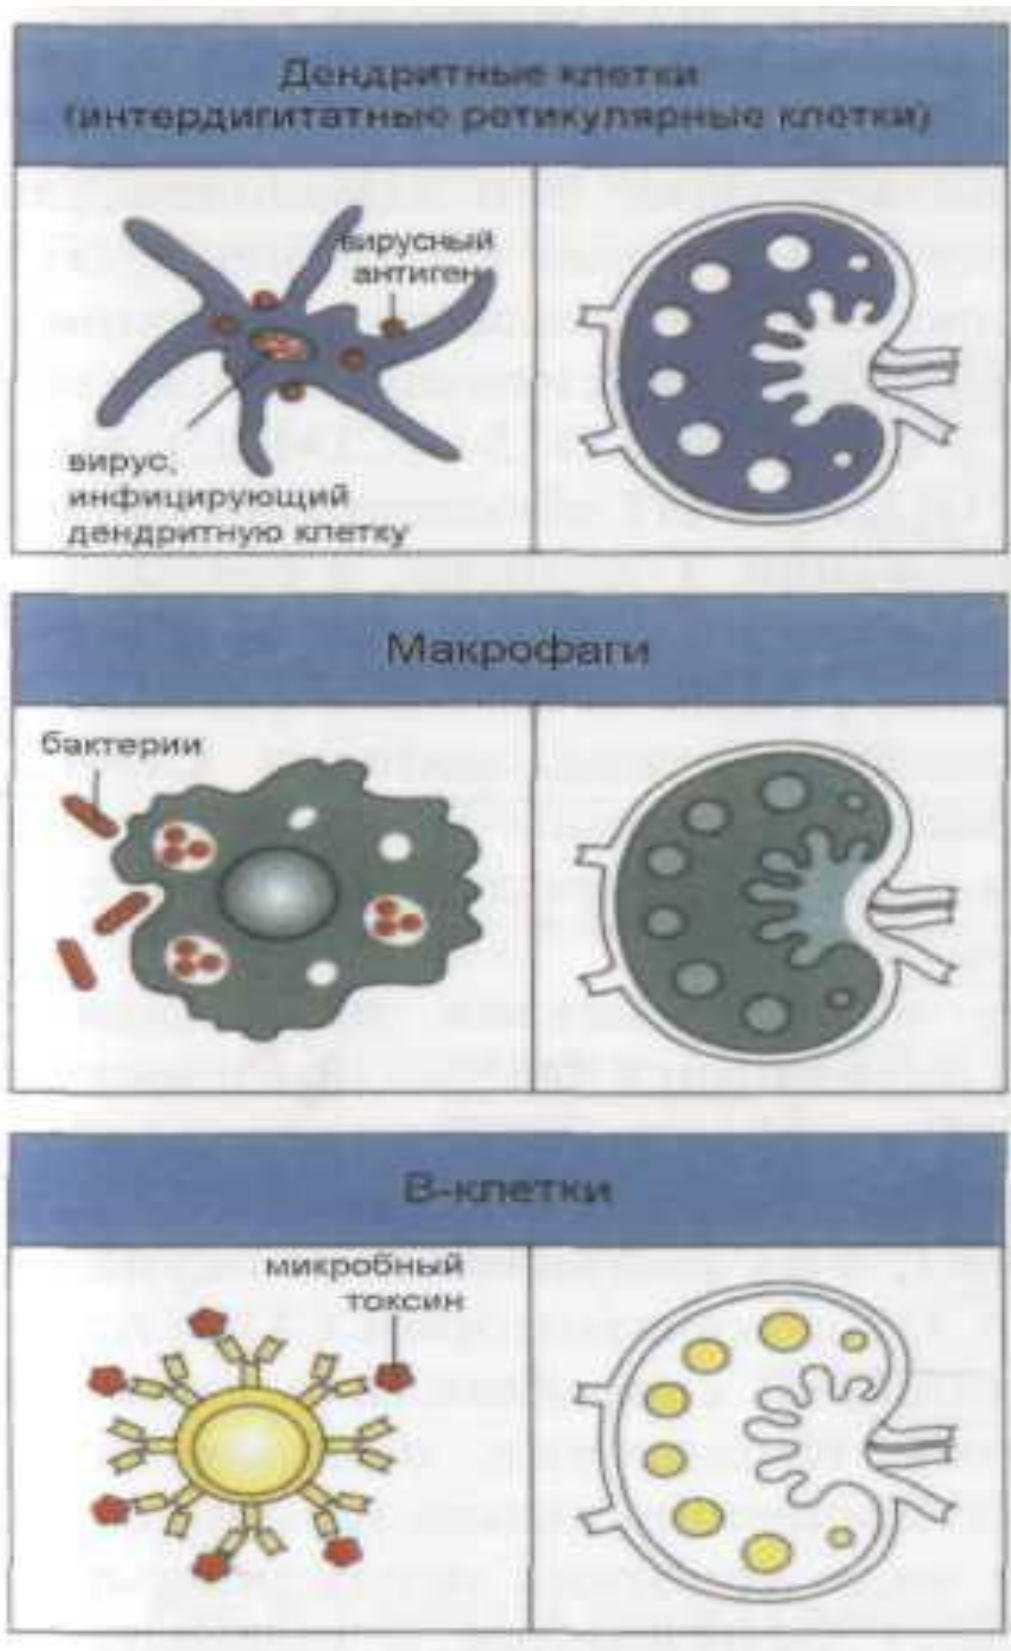 Дендритные клетки
(интердигитатные ретикулярные клетки)
вирусный
антиген
вирус,
инфицирующий
дендритную клетку
Макрофаги
бактерии
В-клетки
микробный
токсин